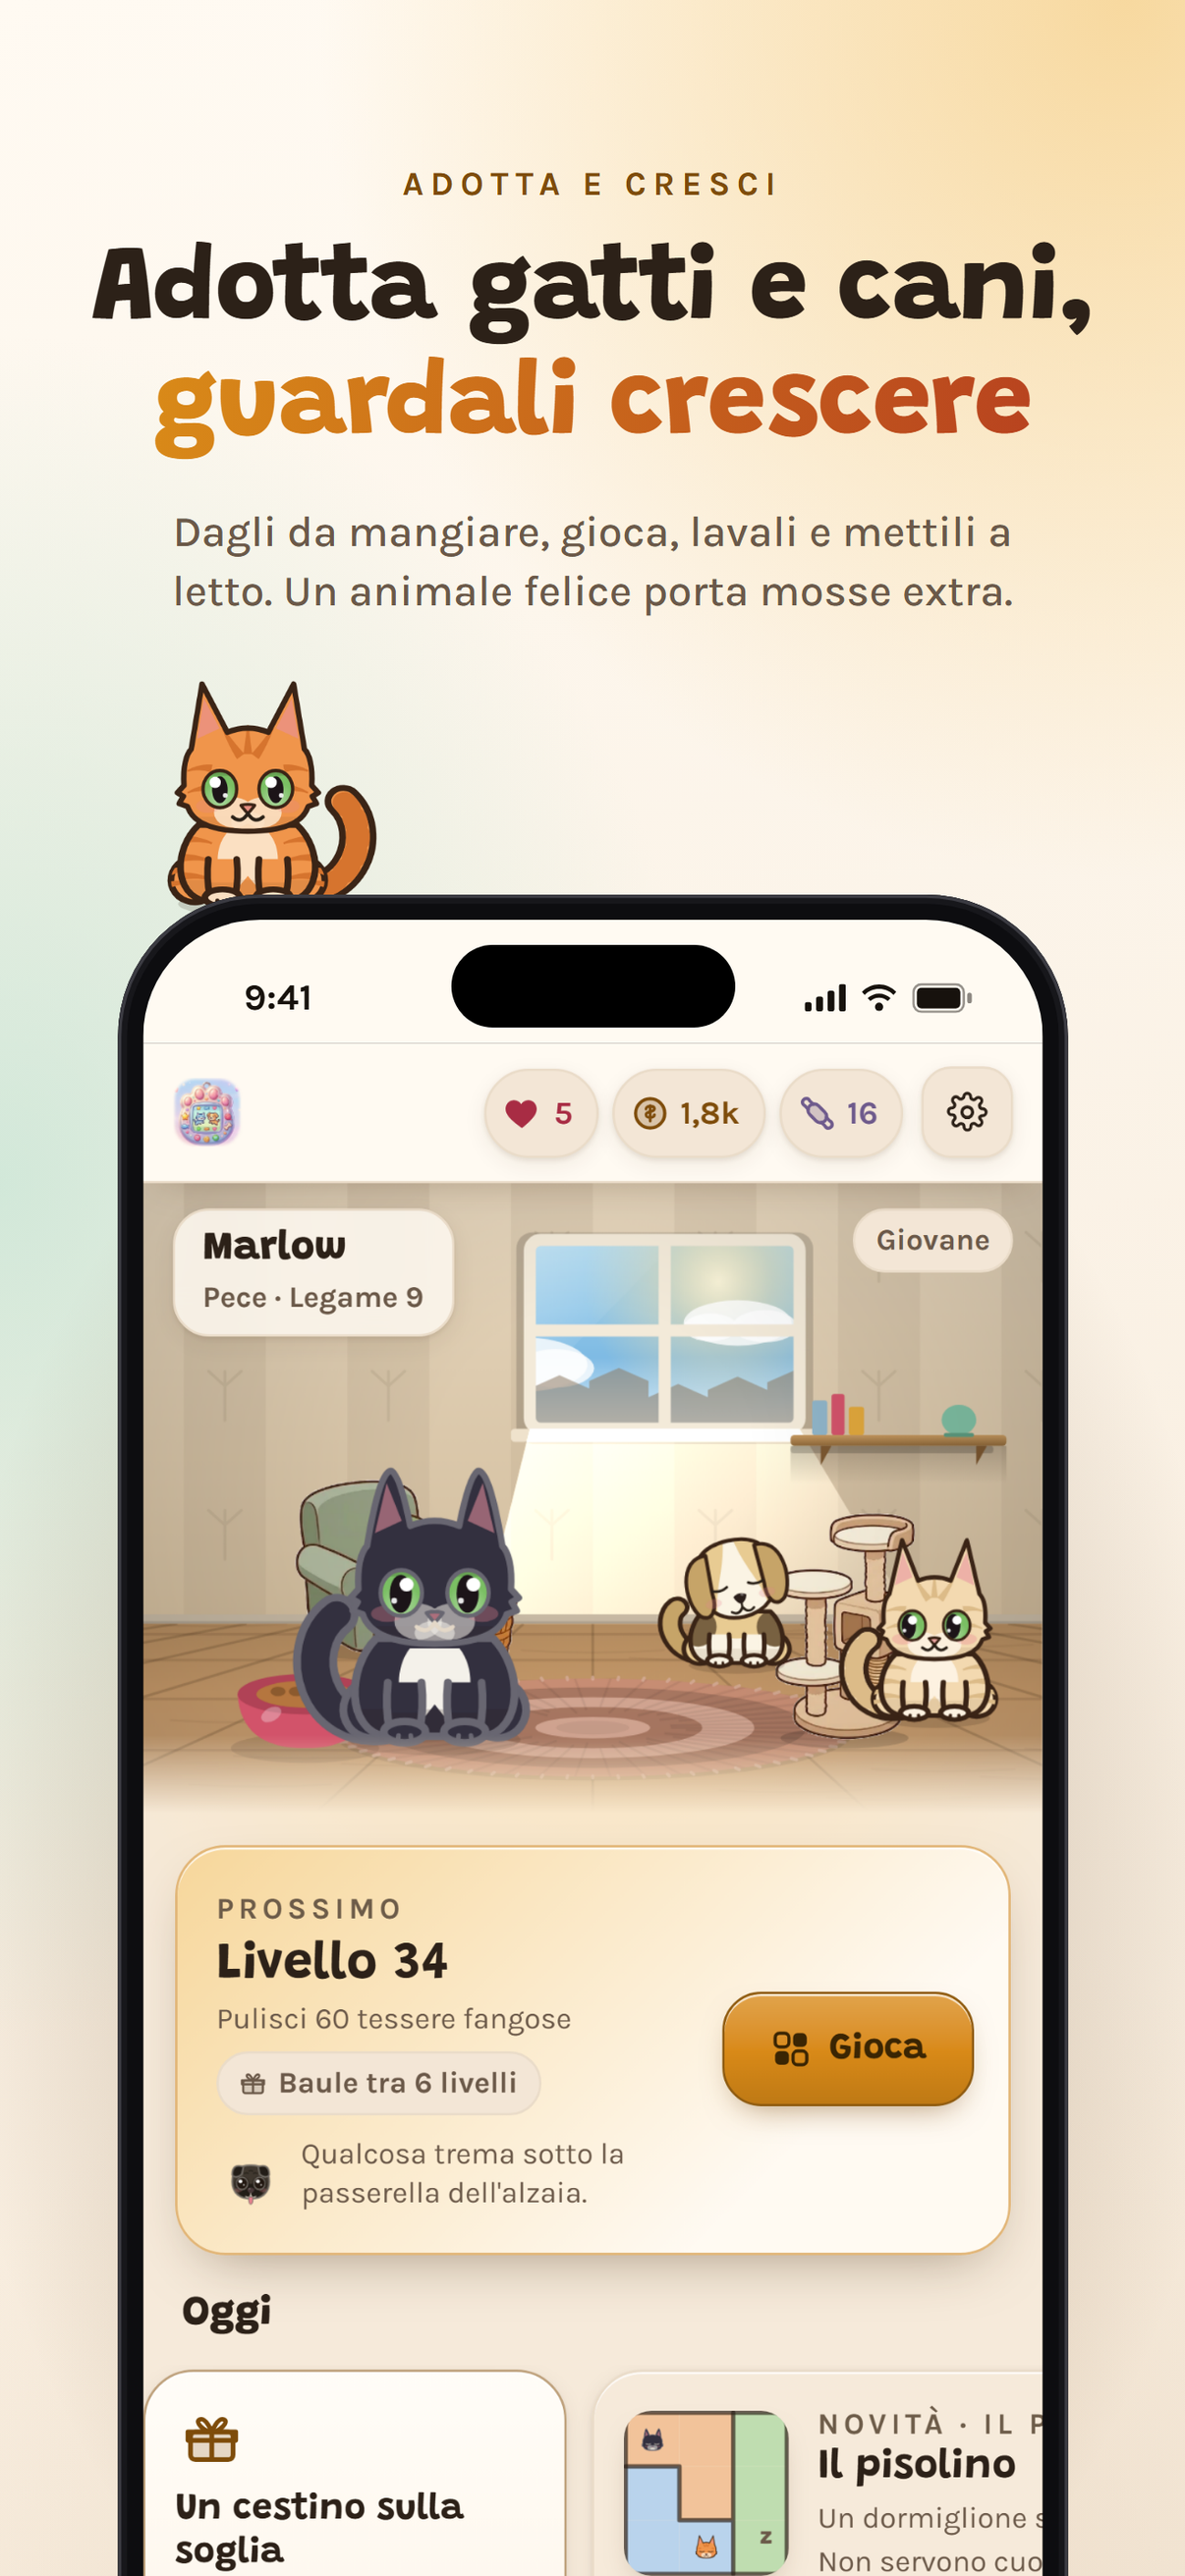 ADOTTA E CRESCI
Adotta gatti e cani,
guardali crescere
Dagli da mangiare, gioca, lavali e mettili a
letto. Un animale felice porta mosse extra.
9:41
5
1,8k
16
Marlow
Pece · Legame 9
Giovane
PROSSIMO
Livello 34
Pulisci 60 tessere fangose
Baule tra 6 livelli
Gioca
Qualcosa trema sotto la
passerella dell'alzaia.
Oggi
Un cestino sulla
soglia
NOVITÀ · IL
Il pisolino
Un dormiglione
Non servono
z